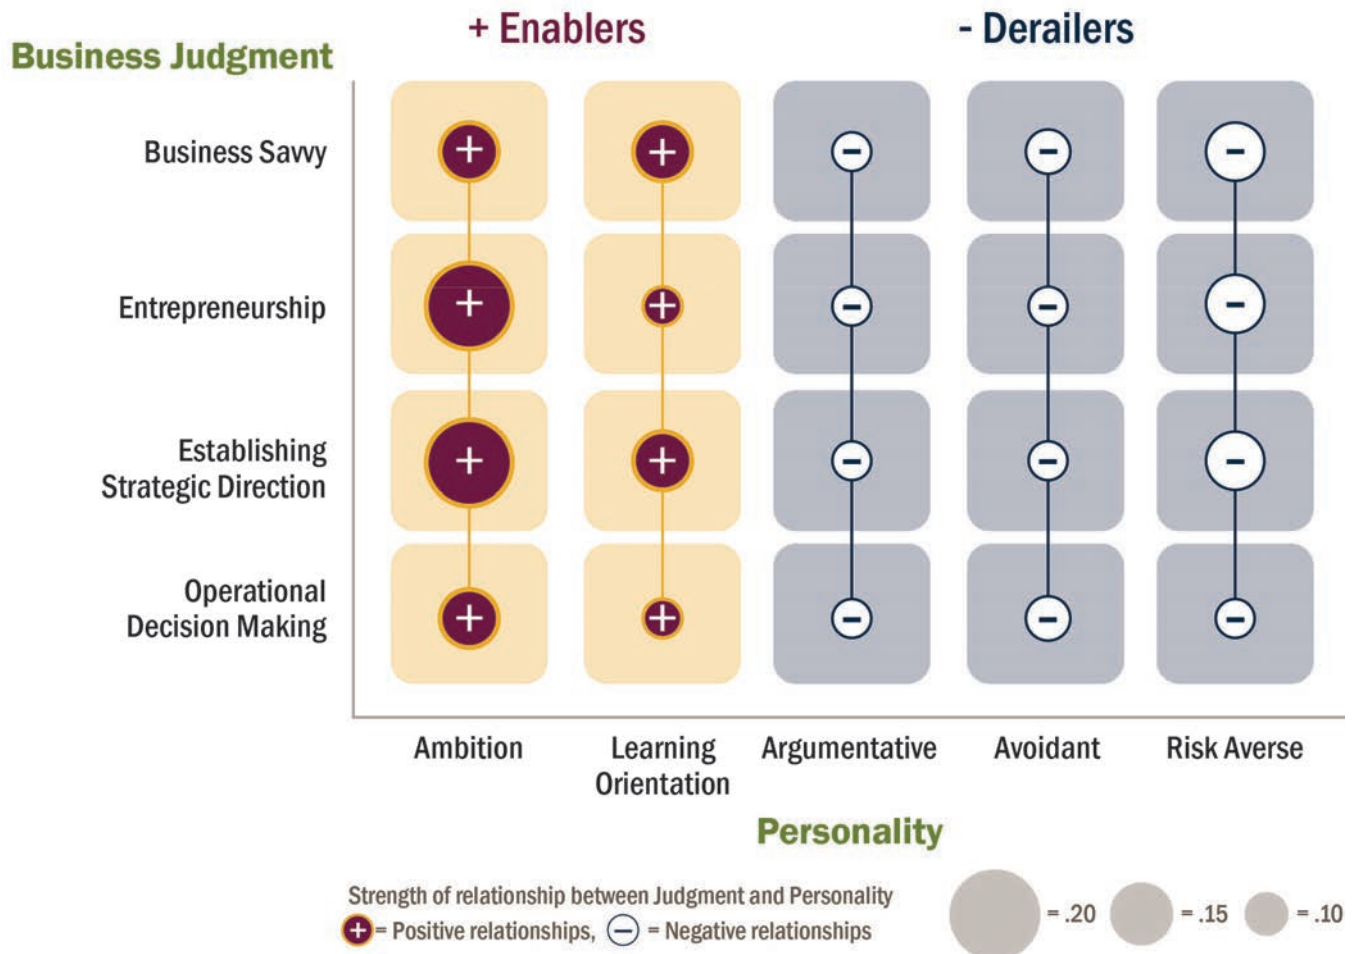 + Enablers
- Derailers
Business Judgment
Business Savvy
Entrepreneurship
Establishing
Strategic Direction
Operational
Decision Making
Ambition
Learning
Orientation
Argumentative
Avoidant
Risk Averse
Personality
Strength of relationship between Judgment and Personality
+ = Positive relationships, - = Negative relationships
= .20
= .15
= .10